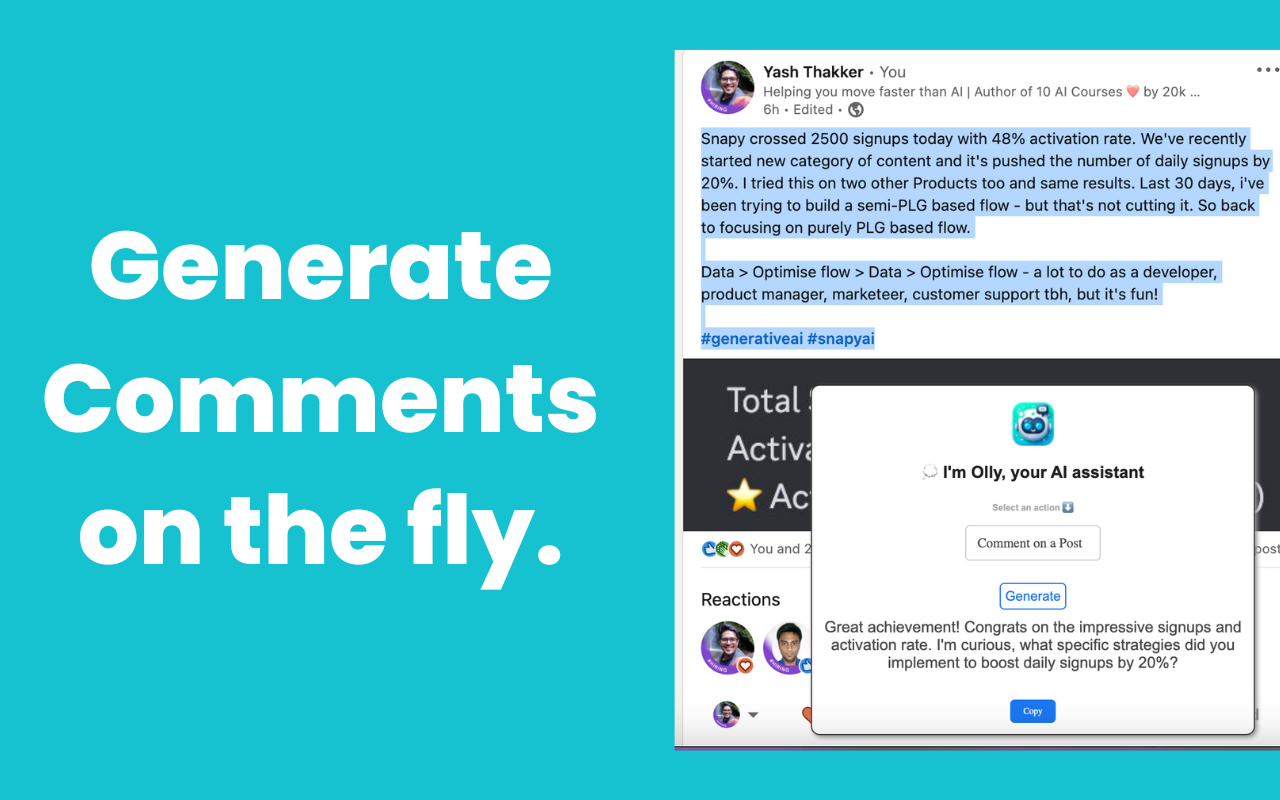 Generate
Comments
on the fly.
Yash Thakker • You
Helping you move faster than AI | Author of 10 AI Courses ❤️ by 20k ...
6h • Edited •
Snapy crossed 2500 signups today with 48% activation rate. We've recently
started new category of content and it's pushed the number of daily signups by
20%. I tried this on two other Products too and same results. Last 30 days, i've
been trying to build a semi-PLG based flow - but that's not cutting it. So back
to focusing on purely PLG based flow.
Data > Optimise flow > Data > Optimise flow - a lot to do as a developer,
product manager, marketeer, customer support tbh, but it's fun!
#generativeai #snapyai
Total
💭 I'm Olly, your AI assistant
Select an action ⬇️
Comment on a Post
Generate
Great achievement! Congrats on the impressive signups and
activation rate. I'm curious, what specific strategies did you
implement to boost daily signups by 20%?
Copy
You and 2
Reactions